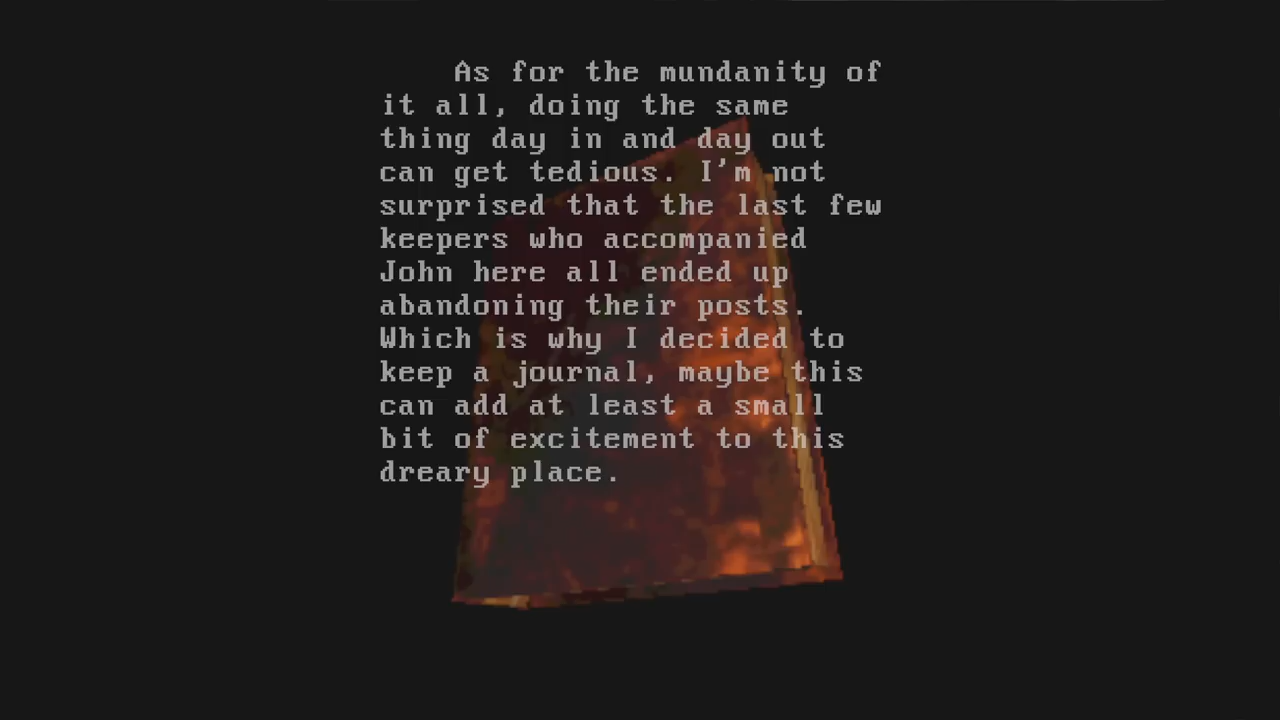 As for the mundanity of
it all, doing the same
thing day in and day out
can get tedious. I'm not
surprised that the last few
keepers who accompanied
John here all ended up
abandoning their posts.
Which is why I decided to
keep a journal, maybe this
can add at least a small
bit of excitement to this
dreary place.